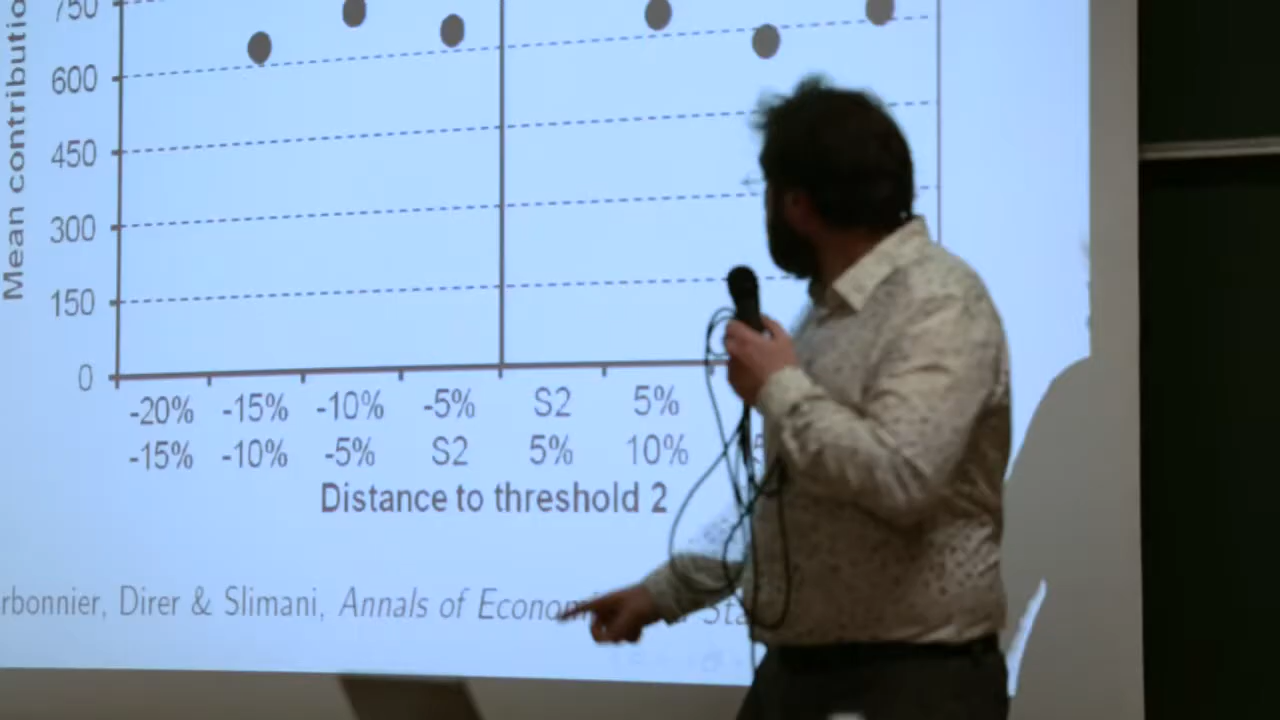 750
600
450
300
150
0
Mean contributio
-20% -15% -10% -5% S2 5%
-15% -10% -5% S2 5% 10%
Distance to threshold 2
rbonnier, Direr & Slimani, Annals of Econom Sta